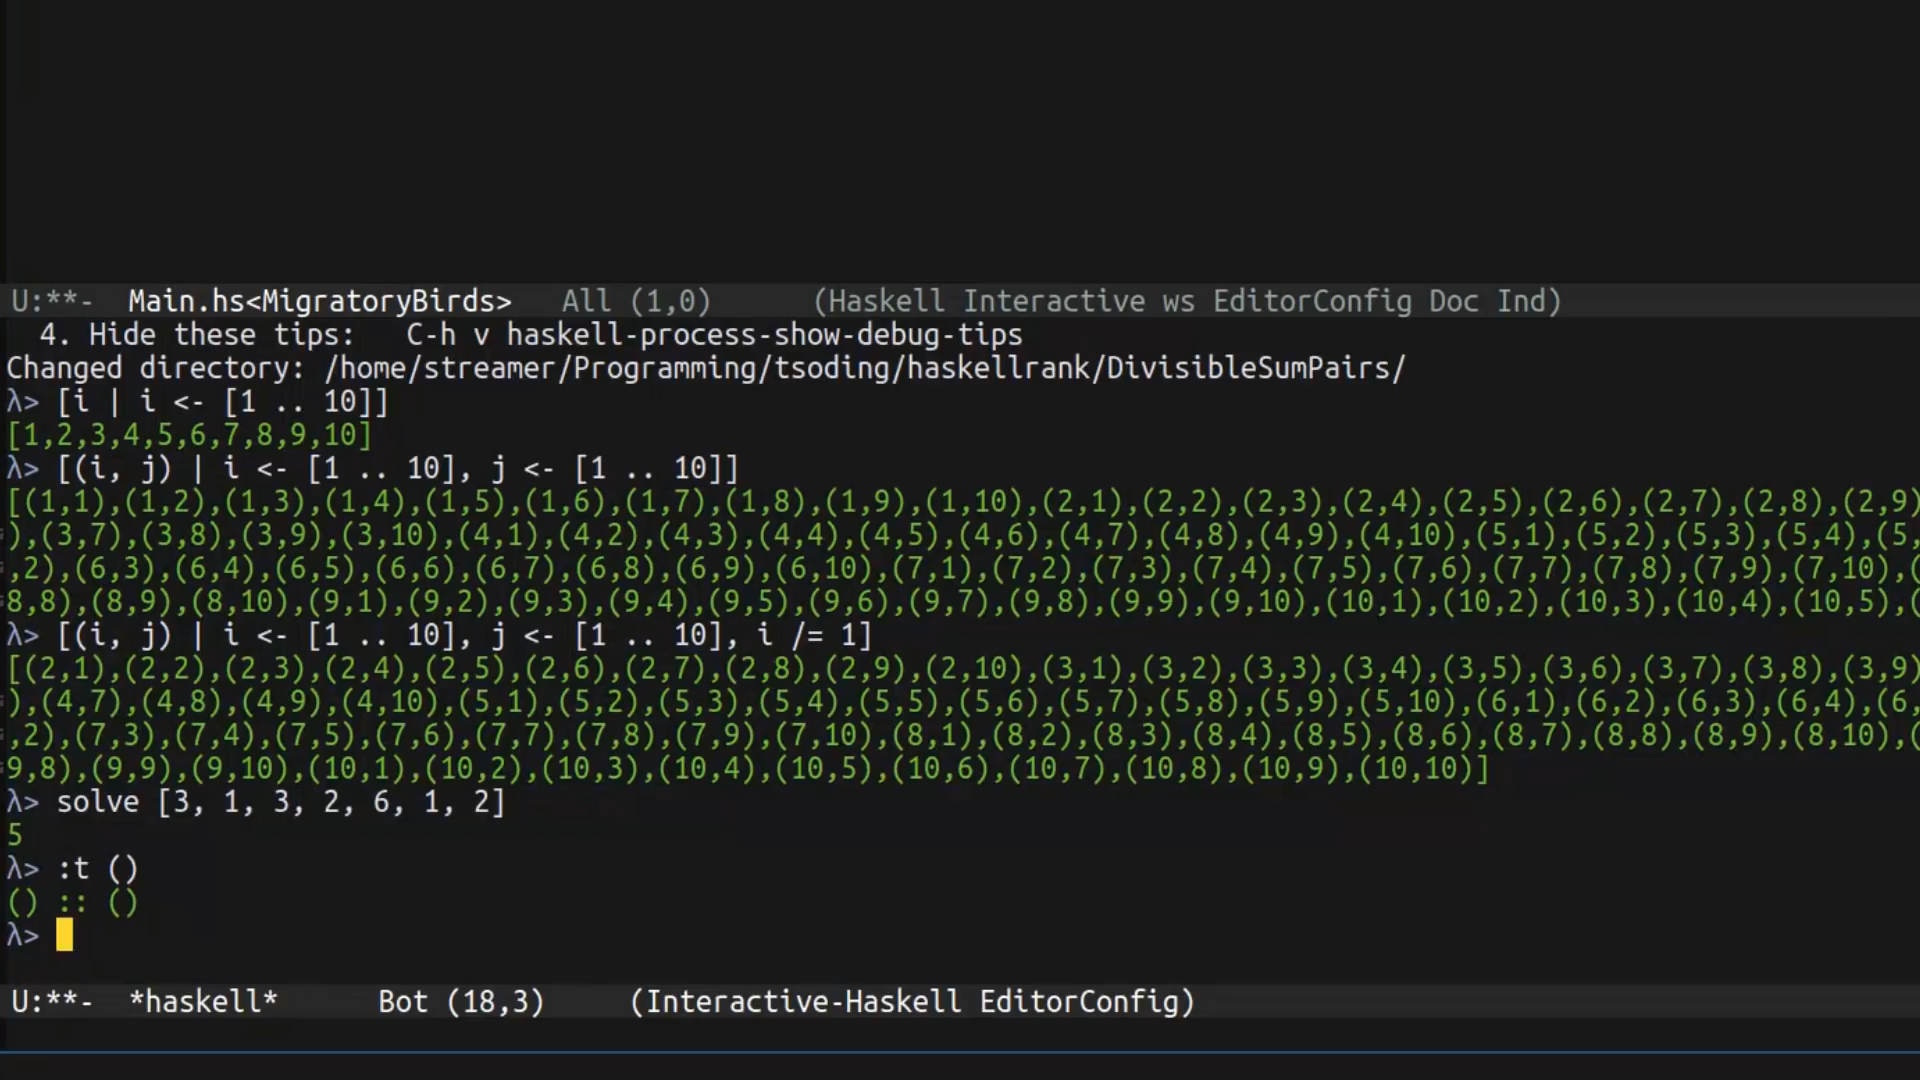 U:**-  Main.hs<MigratoryBirds>   All (1,0)      (Haskell Interactive ws EditorConfig Doc Ind)
  4. Hide these tips:   C-h v haskell-process-show-debug-tips
Changed directory: /home/streamer/Programming/tsoding/haskellrank/DivisibleSumPairs/
λ> [i | i <- [1 .. 10]]
[1,2,3,4,5,6,7,8,9,10]
λ> [(i, j) | i <- [1 .. 10], j <- [1 .. 10]]
[(1,1),(1,2),(1,3),(1,4),(1,5),(1,6),(1,7),(1,8),(1,9),(1,10),(2,1),(2,2),(2,3),(2,4),(2,5),(2,6),(2,7),(2,8),(2,9)
),(3,7),(3,8),(3,9),(3,10),(4,1),(4,2),(4,3),(4,4),(4,5),(4,6),(4,7),(4,8),(4,9),(4,10),(5,1),(5,2),(5,3),(5,4),(5,
,2),(6,3),(6,4),(6,5),(6,6),(6,7),(6,8),(6,9),(6,10),(7,1),(7,2),(7,3),(7,4),(7,5),(7,6),(7,7),(7,8),(7,9),(7,10),(
8,8),(8,9),(8,10),(9,1),(9,2),(9,3),(9,4),(9,5),(9,6),(9,7),(9,8),(9,9),(9,10),(10,1),(10,2),(10,3),(10,4),(10,5),(
λ> [(i, j) | i <- [1 .. 10], j <- [1 .. 10], i /= 1]
[(2,1),(2,2),(2,3),(2,4),(2,5),(2,6),(2,7),(2,8),(2,9),(2,10),(3,1),(3,2),(3,3),(3,4),(3,5),(3,6),(3,7),(3,8),(3,9)
),(4,7),(4,8),(4,9),(4,10),(5,1),(5,2),(5,3),(5,4),(5,5),(5,6),(5,7),(5,8),(5,9),(5,10),(6,1),(6,2),(6,3),(6,4),(6,
,2),(7,3),(7,4),(7,5),(7,6),(7,7),(7,8),(7,9),(7,10),(8,1),(8,2),(8,3),(8,4),(8,5),(8,6),(8,7),(8,8),(8,9),(8,10),(
9,8),(9,9),(9,10),(10,1),(10,2),(10,3),(10,4),(10,5),(10,6),(10,7),(10,8),(10,9),(10,10)]
λ> solve [3, 1, 3, 2, 6, 1, 2]
5
λ> :t ()
() :: ()
λ>
U:**-  *haskell*      Bot (18,3)     (Interactive-Haskell EditorConfig)